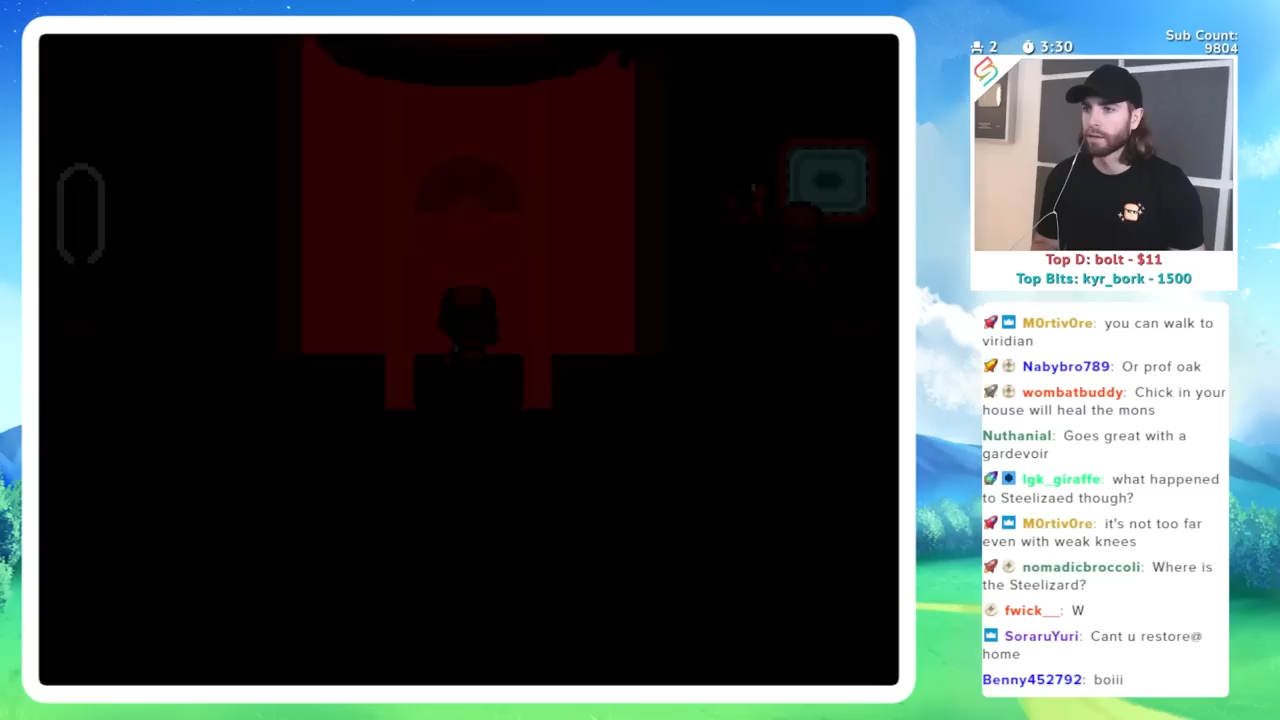 Sub Count:
2 3:30 9804
Top D: bolt - $11
Top Bits: kyr_bork - 1500
M0rtiv0re: you can walk to
viridian
Nabybro789: Or prof oak
wombatbuddy: Chick in your
house will heal the mons
Nuthanial: Goes great with a
gardevoir
lgk_giraffe: what happened
to Steelizaed though?
M0rtiv0re: it's not too far
even with weak knees
nomadicbroccoli: Where is
the Steelizard?
fwick__: W
SoraruYuri: Cant u restore@
home
Benny452792: boiii